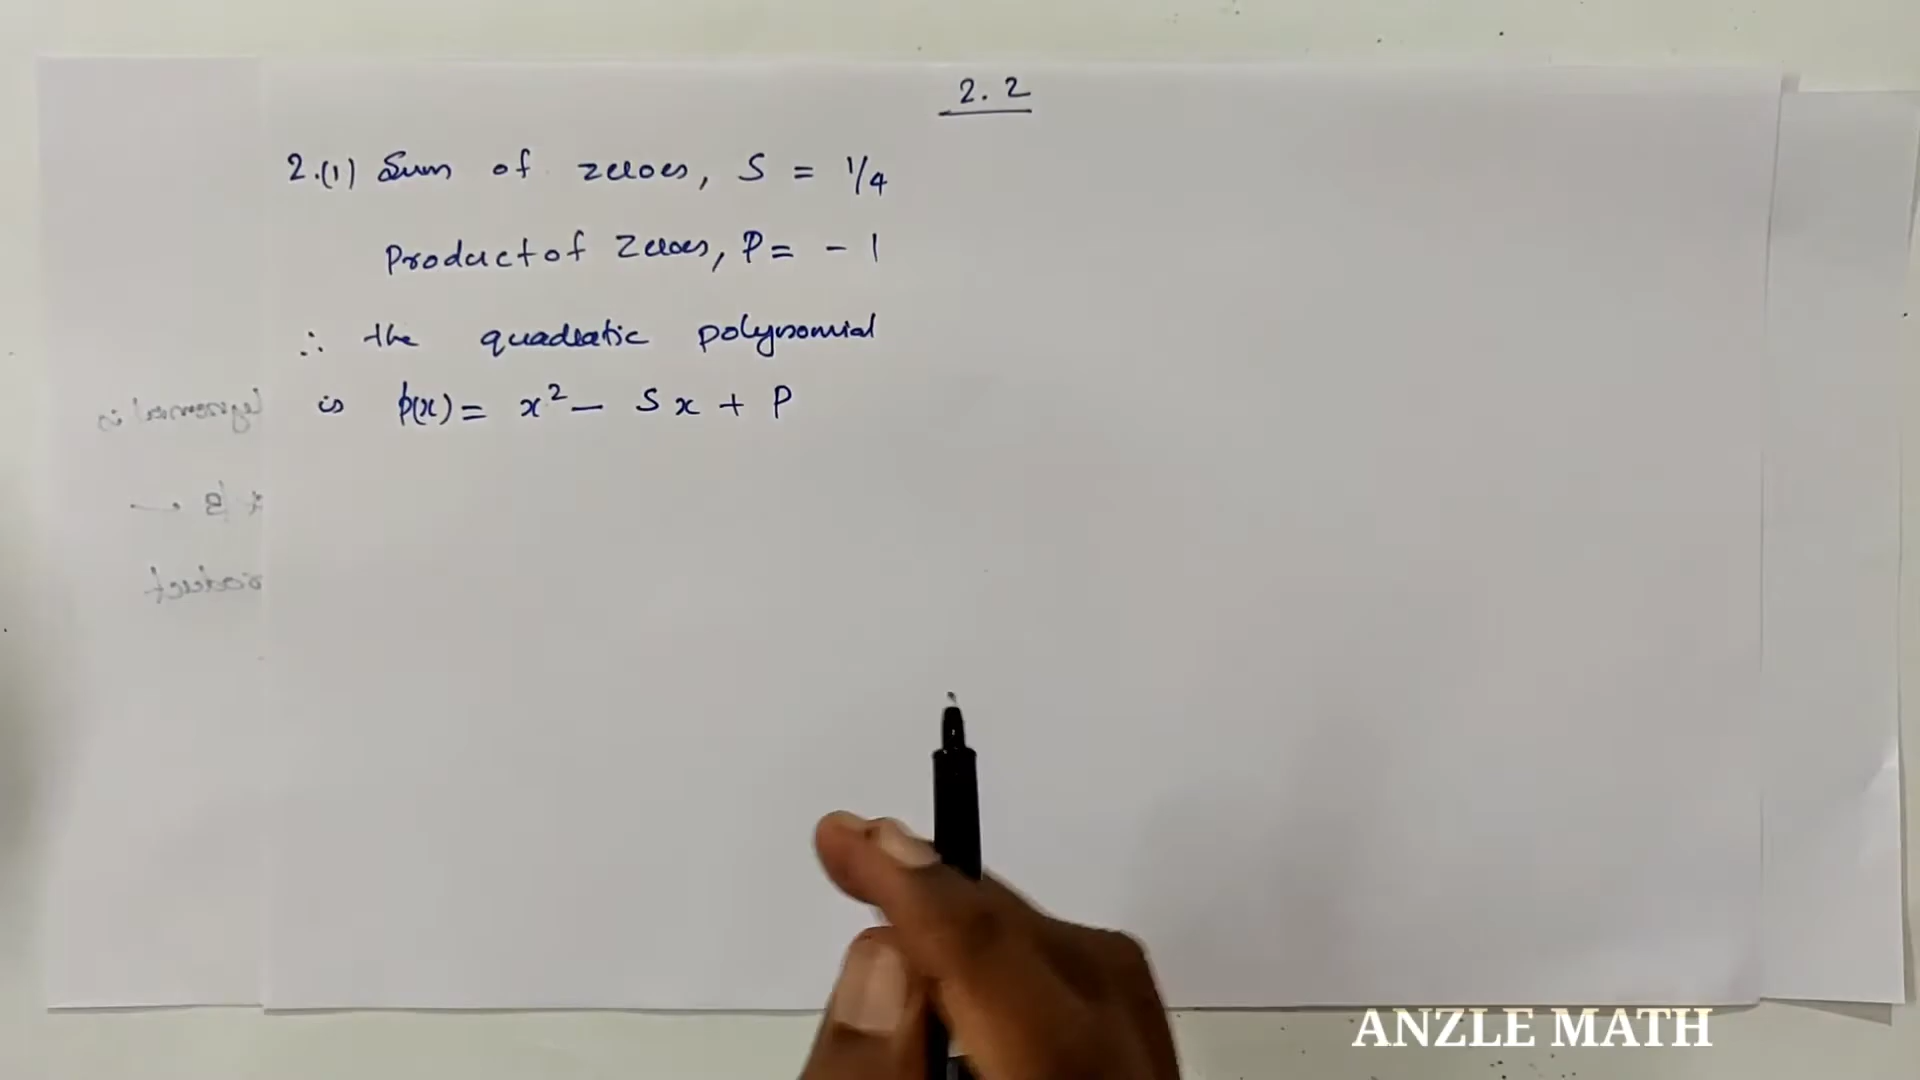 2.2
2.(1) Sum of zeroes, S = 1/4
Product of Zeroes, P = - 1
∴ the quadratic polynomial
is p(x) = x² - Sx + P
ANZLE MATH